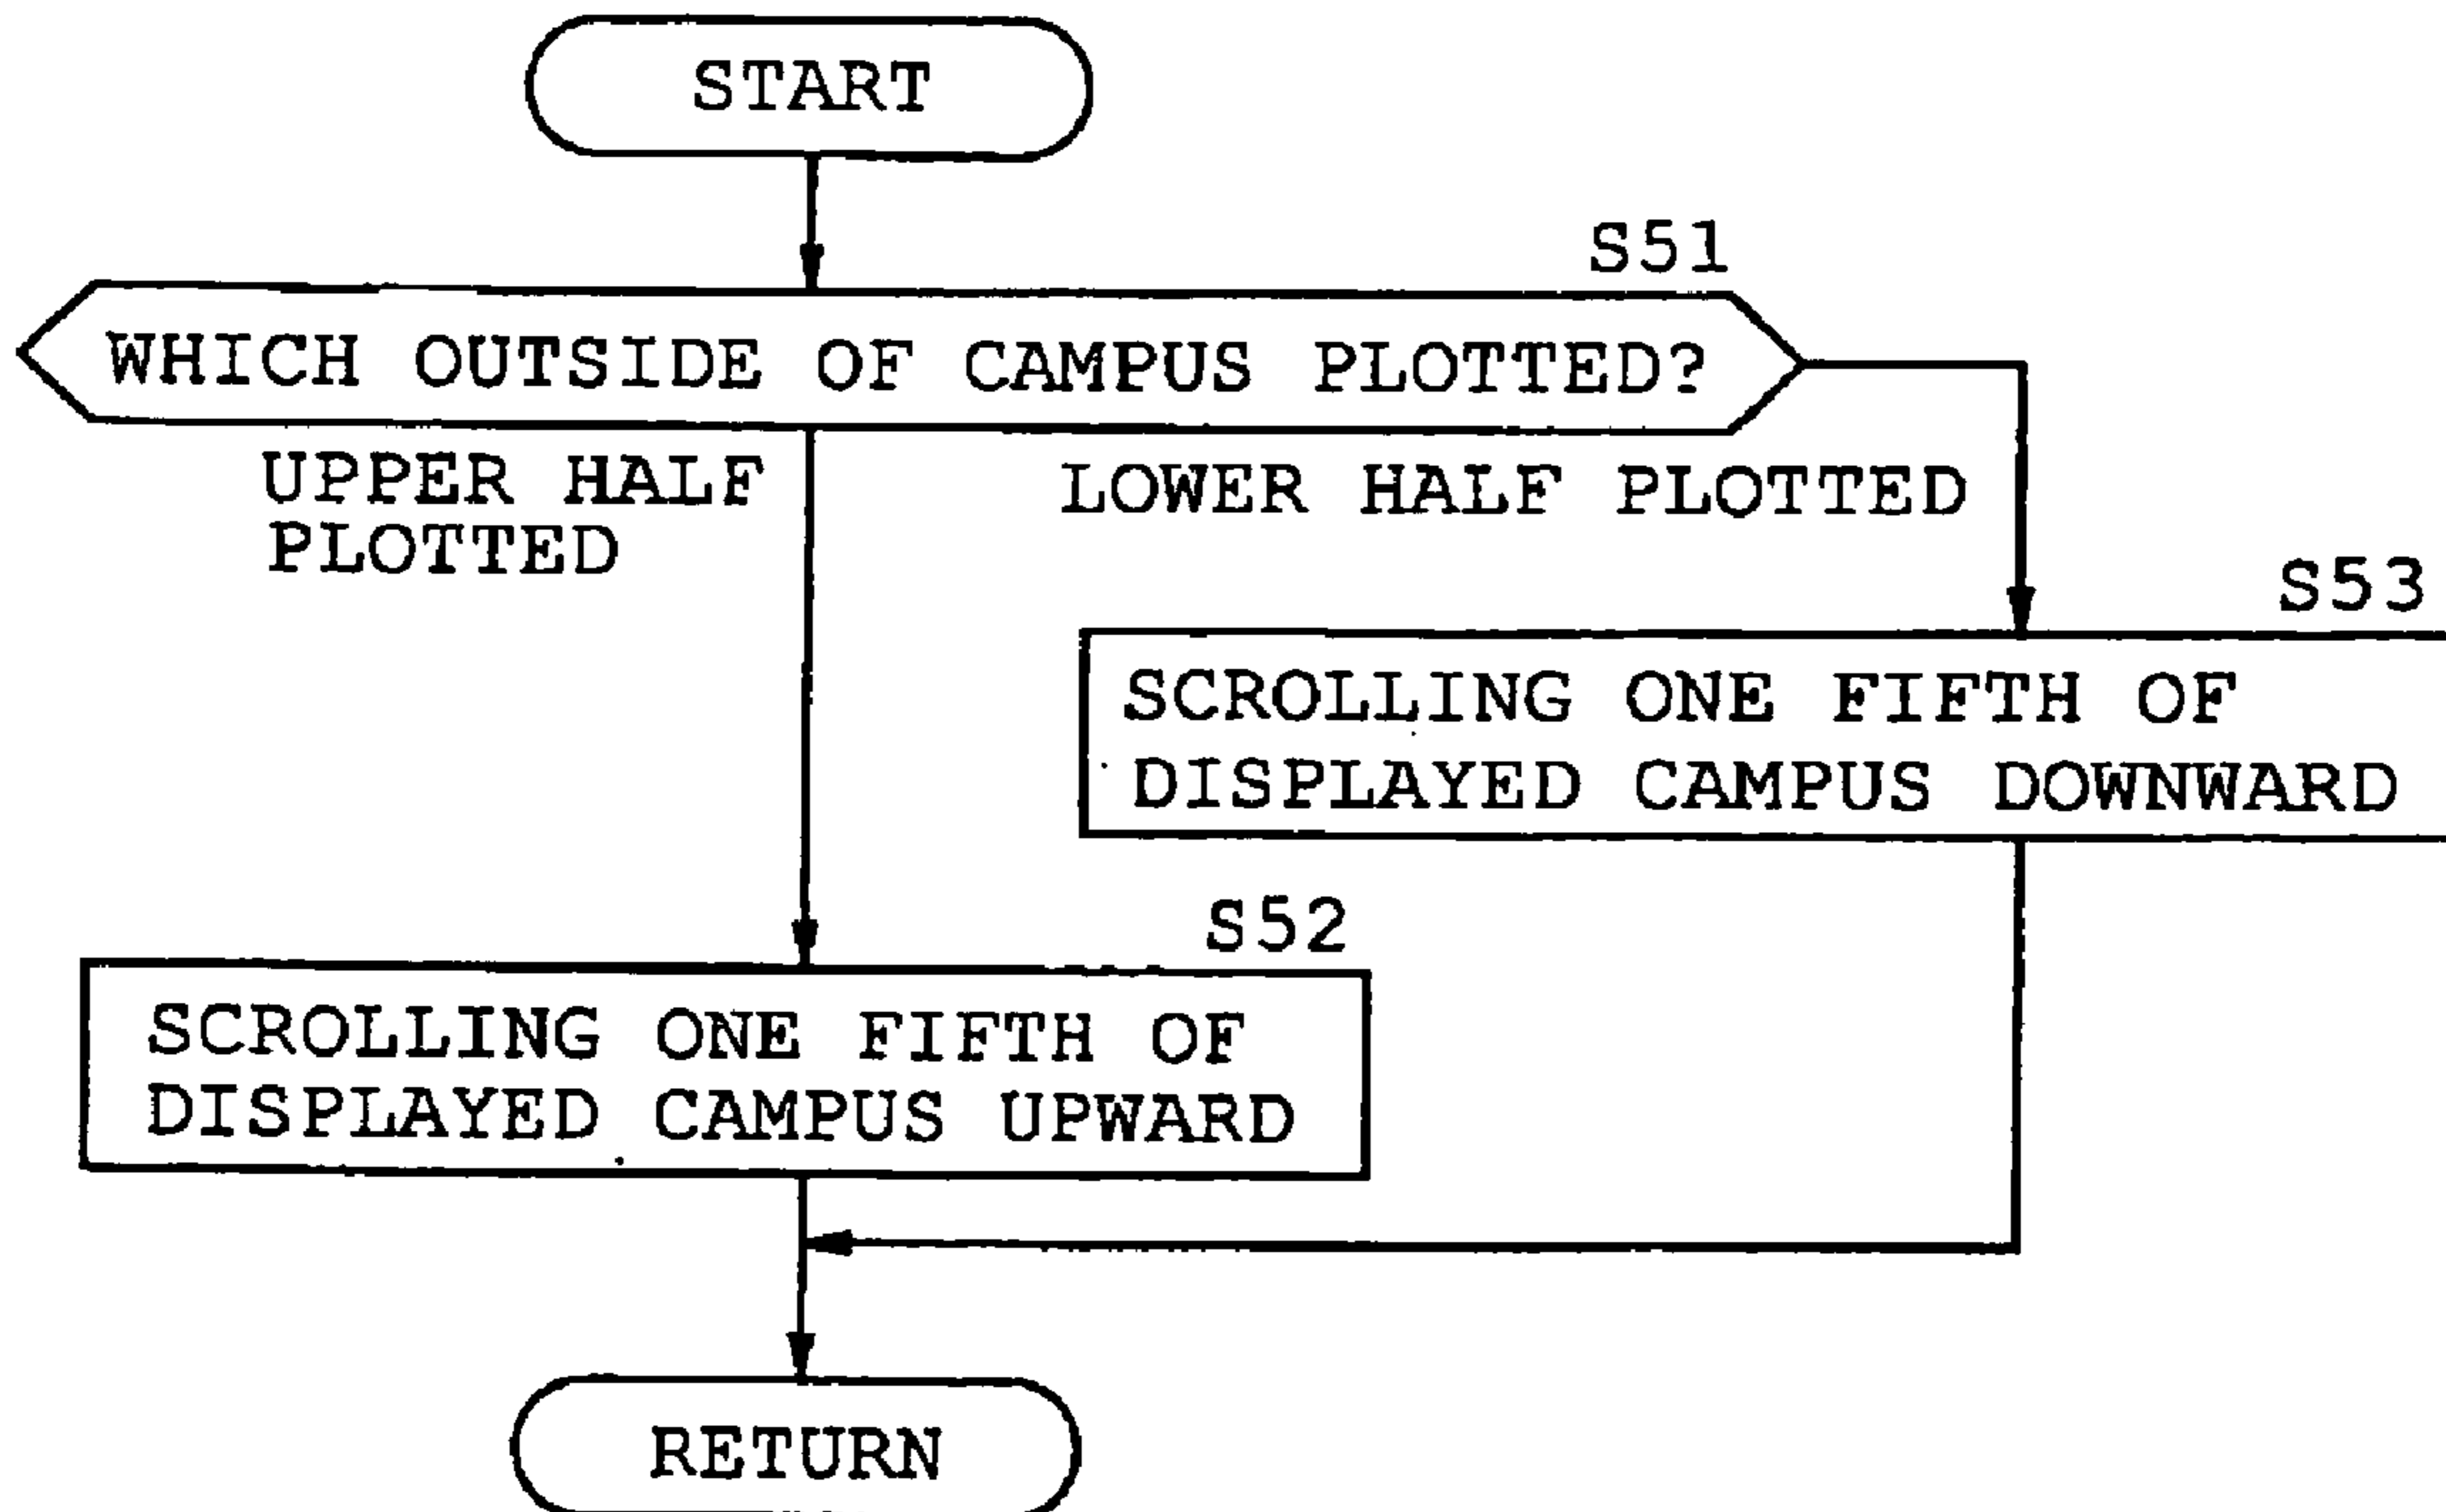 START
S51
WHICH OUTSIDE OF CAMPUS PLOTTED?
UPPER HALF
PLOTTED
LOWER HALF PLOTTED
S53
SCROLLING ONE FIFTH OF
DISPLAYED CAMPUS DOWNWARD
S52
SCROLLING ONE FIFTH OF
DISPLAYED CAMPUS UPWARD
RETURN